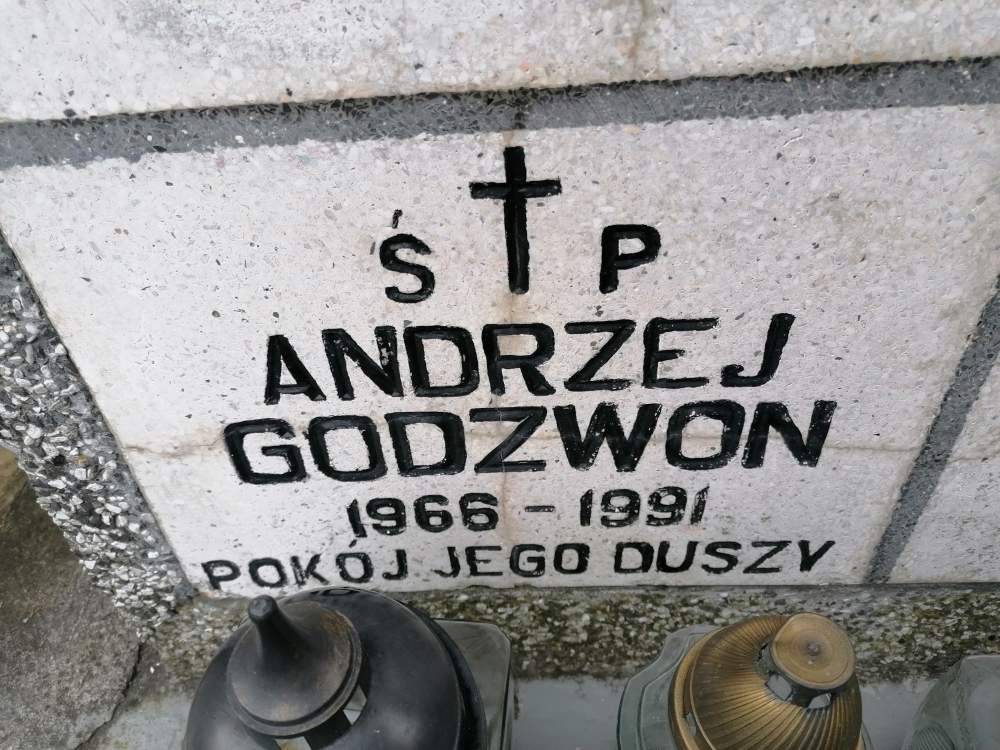 Ś P
ANDRZEJ
GODZWON
1966 - 1991
POKÓJ JEGO DUSZY